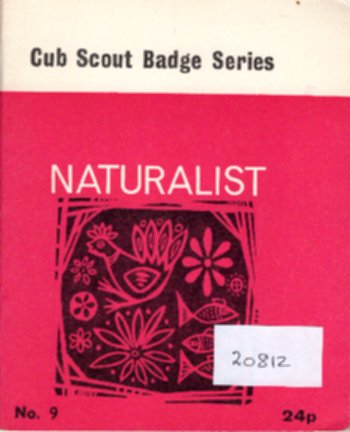 Cub Scout Badge Series
NATURALIST
20812
No. 9
24p